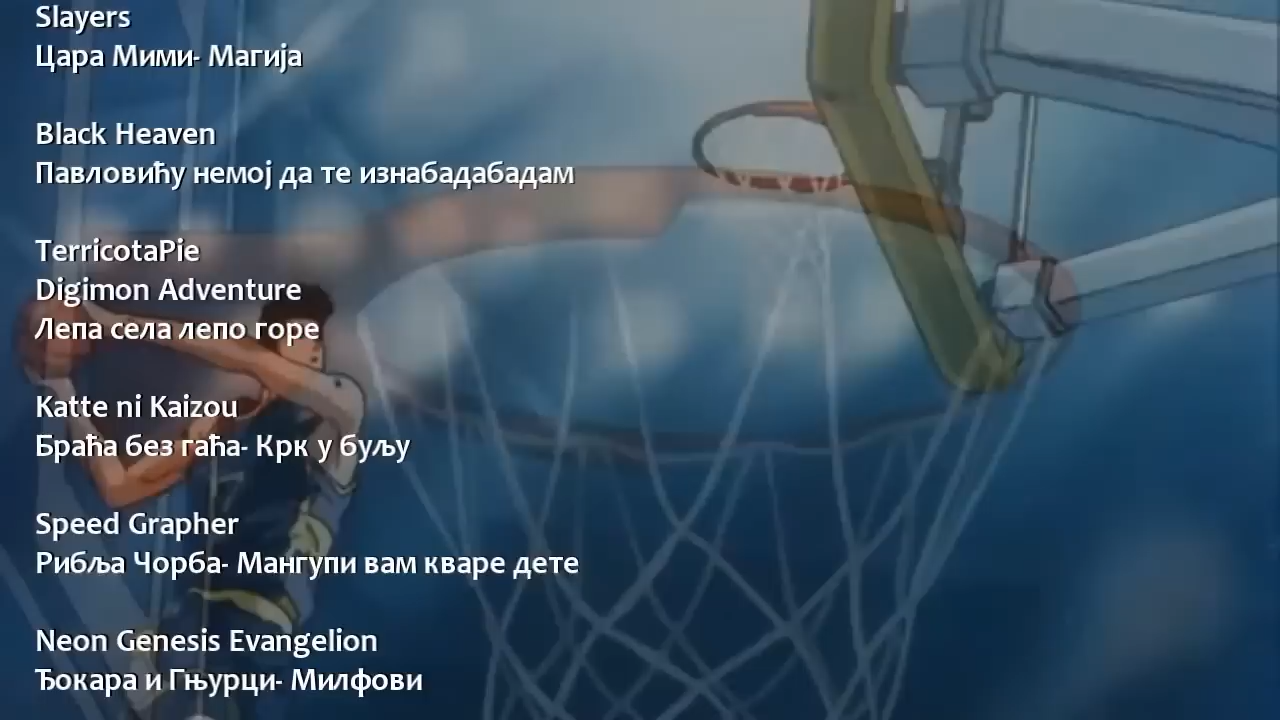 Slayers
Цара Мими- Магија
Black Heaven
Павловићу немој да те изнабадабадам
TerricotaPie
Digimon Adventure
Лепа села лепо горе
Katte ni Kaizou
Браћа без гаћа- Крк у буљу
Speed Grapher
Рибља Чорба- Мангупи вам кваре дете
Neon Genesis Evangelion
Ђокара и Гњурци- Милфови